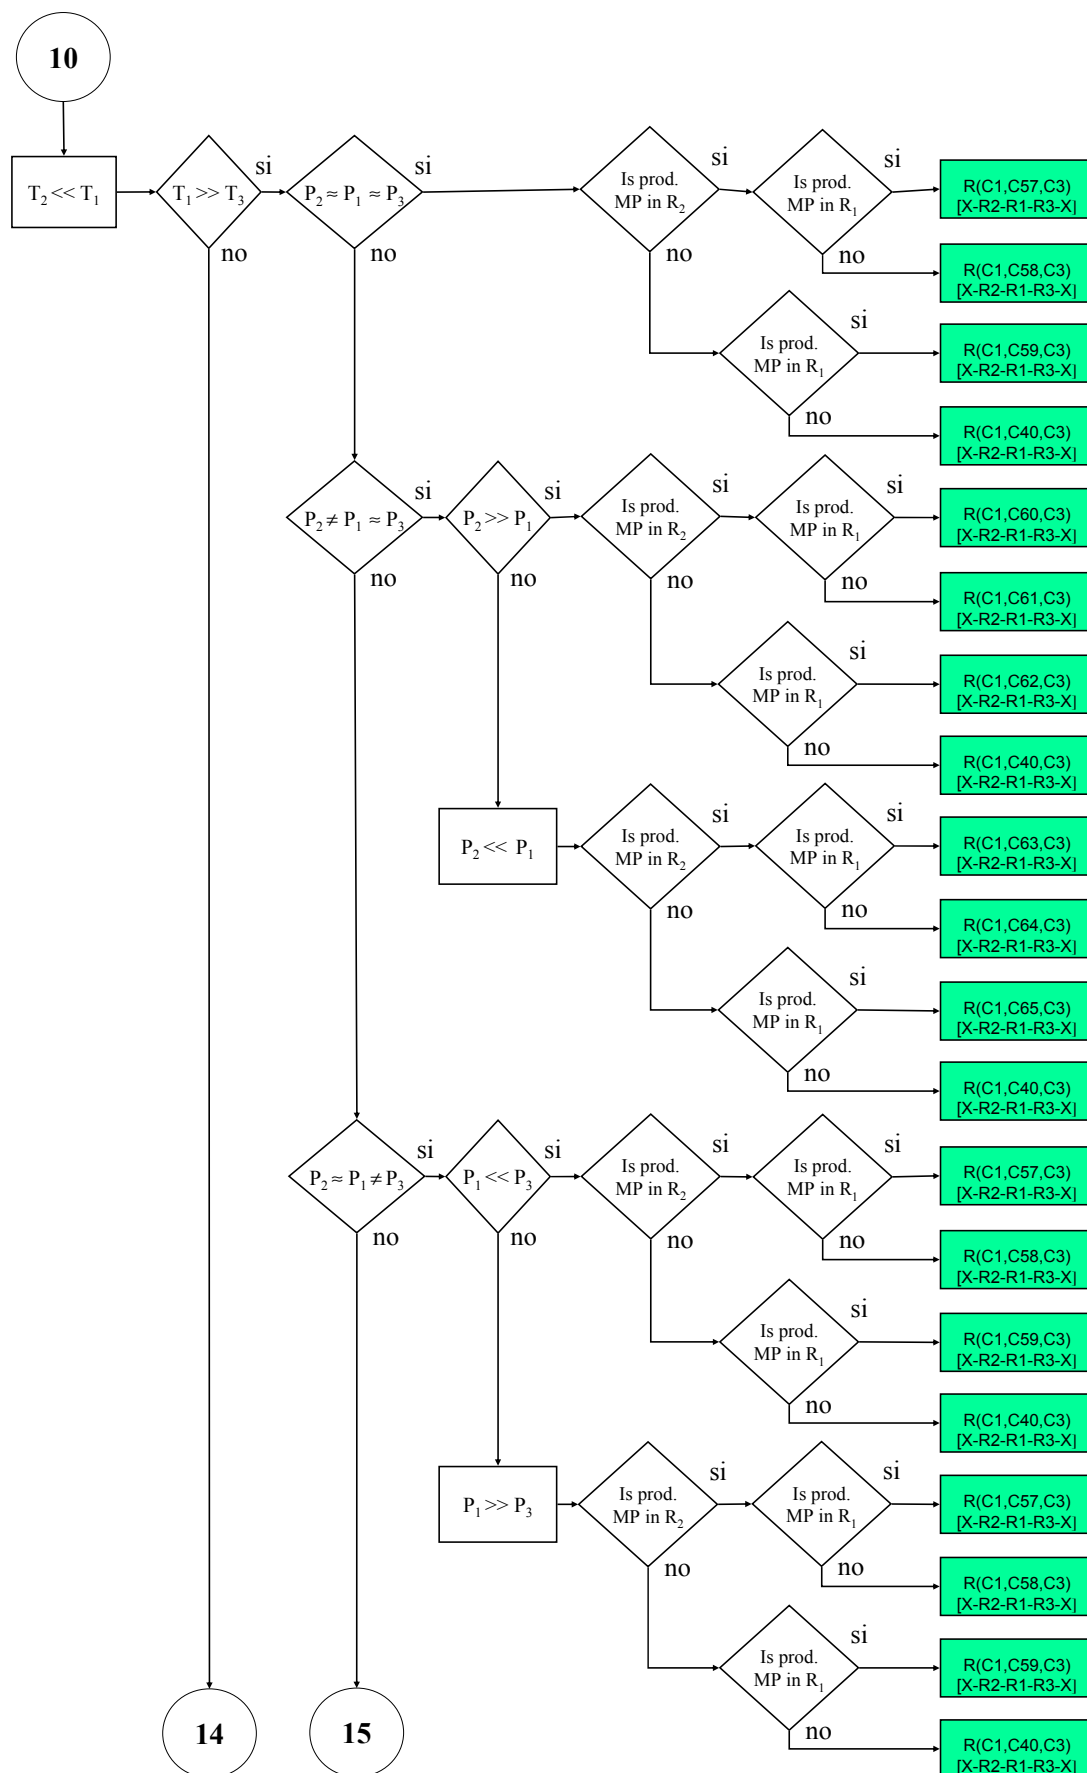 10
T₂ << T₁
T₁ >> T₃
si
no
P₂ ≈ P₁ ≈ P₃
si
no
Is prod.
MP in R₂
si
no
Is prod.
MP in R₁
si
no
R(C1,C57,C3)
[X-R2-R1-R3-X]
R(C1,C58,C3)
[X-R2-R1-R3-X]
Is prod.
MP in R₁
si
no
R(C1,C59,C3)
[X-R2-R1-R3-X]
R(C1,C40,C3)
[X-R2-R1-R3-X]
P₂ ≠ P₁ ≈ P₃
si
no
P₂ >> P₁
si
no
Is prod.
MP in R₂
si
no
Is prod.
MP in R₁
si
no
R(C1,C60,C3)
[X-R2-R1-R3-X]
R(C1,C61,C3)
[X-R2-R1-R3-X]
Is prod.
MP in R₁
si
no
R(C1,C62,C3)
[X-R2-R1-R3-X]
R(C1,C40,C3)
[X-R2-R1-R3-X]
P₂ << P₁
Is prod.
MP in R₂
si
no
Is prod.
MP in R₁
si
no
R(C1,C63,C3)
[X-R2-R1-R3-X]
R(C1,C64,C3)
[X-R2-R1-R3-X]
Is prod.
MP in R₁
si
no
R(C1,C65,C3)
[X-R2-R1-R3-X]
R(C1,C40,C3)
[X-R2-R1-R3-X]
P₂ ≈ P₁ ≠ P₃
si
no
P₁ << P₃
si
no
Is prod.
MP in R₂
si
no
Is prod.
MP in R₁
si
no
R(C1,C57,C3)
[X-R2-R1-R3-X]
R(C1,C58,C3)
[X-R2-R1-R3-X]
Is prod.
MP in R₁
si
no
R(C1,C59,C3)
[X-R2-R1-R3-X]
R(C1,C40,C3)
[X-R2-R1-R3-X]
P₁ >> P₃
Is prod.
MP in R₂
si
no
Is prod.
MP in R₁
si
no
R(C1,C57,C3)
[X-R2-R1-R3-X]
R(C1,C58,C3)
[X-R2-R1-R3-X]
Is prod.
MP in R₁
si
no
R(C1,C59,C3)
[X-R2-R1-R3-X]
R(C1,C40,C3)
[X-R2-R1-R3-X]
14
15